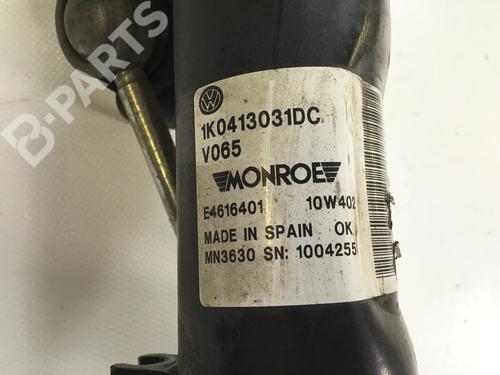 B-PARTS
1K0413031DC
V065
MONROE
E4616401 10W402
MADE IN SPAIN OK
MN3630 SN: 1004255